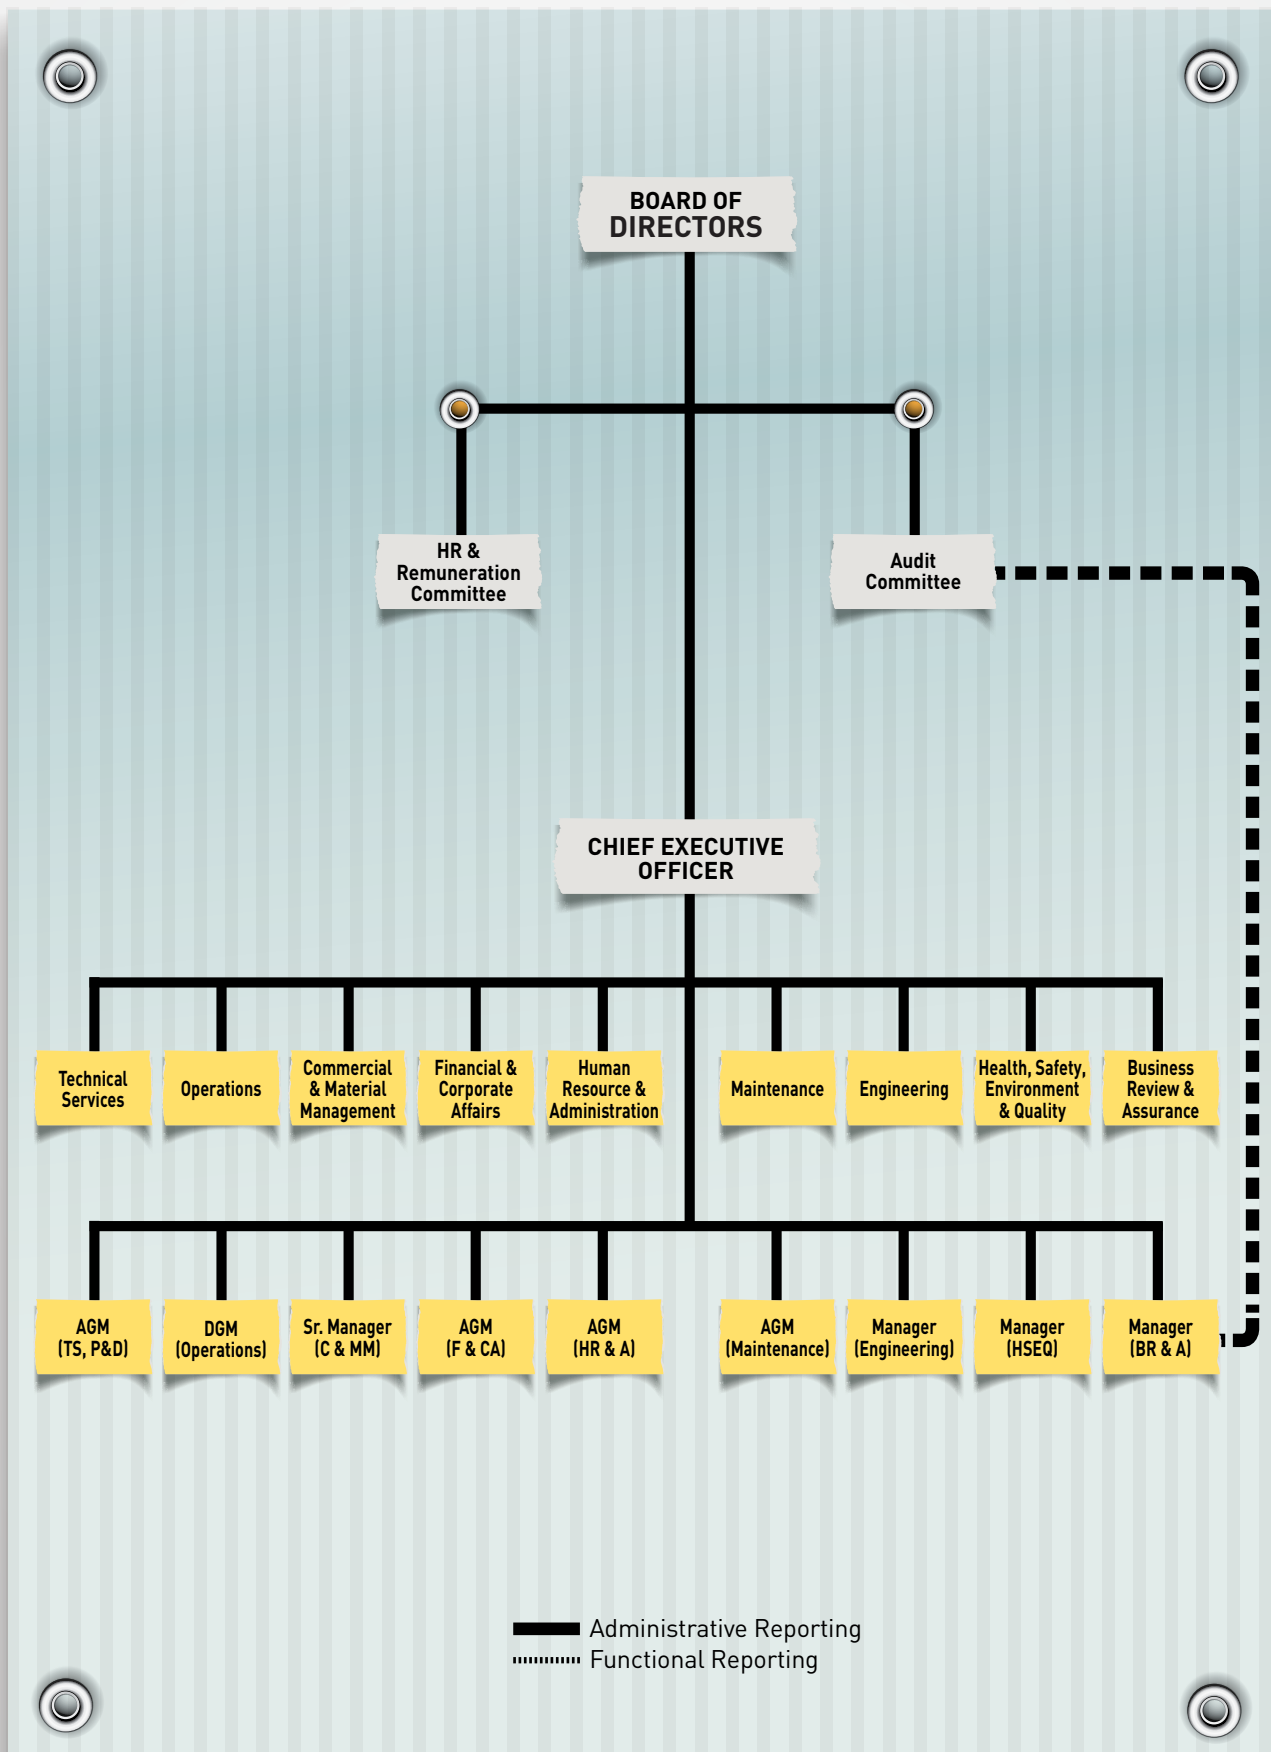 BOARD OF
DIRECTORS
HR &
Remuneration
Committee
Audit
Committee
CHIEF EXECUTIVE
OFFICER
Technical
Services
Operations
Commercial
& Material
Management
Financial &
Corporate
Affairs
Human
Resource &
Administration
Maintenance
Engineering
Health, Safety,
Environment
& Quality
Business
Review &
Assurance
AGM
(TS, P&D)
DGM
(Operations)
Sr. Manager
(C & MM)
AGM
(F & CA)
AGM
(HR & A)
AGM
(Maintenance)
Manager
(Engineering)
Manager
(HSEQ)
Manager
(BR & A)
Administrative Reporting
Functional Reporting